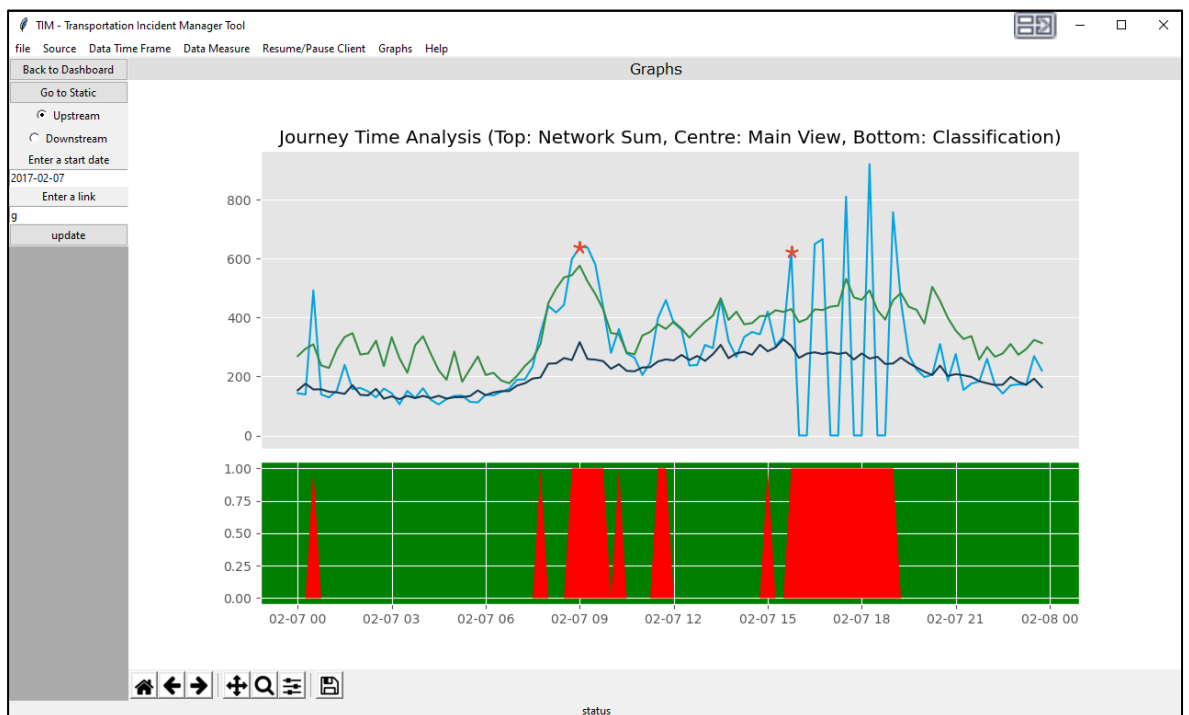 TIM - Transportation Incident Manager Tool
file Source Data Time Frame Data Measure Resume/Pause Client Graphs Help
Back to Dashboard
Graphs
Go to Static
Upstream
Downstream
Enter a start date
2017-02-07
Enter a link
g
update
Journey Time Analysis (Top: Network Sum, Centre: Main View, Bottom: Classification)
800
600
400
200
0
1.00
0.75
0.50
0.25
0.00
02-07 00 02-07 03 02-07 06 02-07 09 02-07 12 02-07 15 02-07 18 02-07 21 02-08 00
status